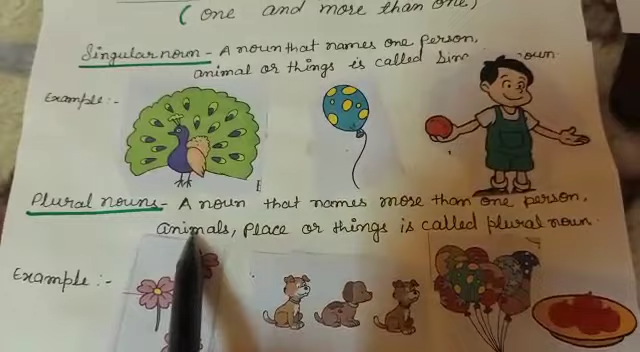 (one and more than one)
Singular noun - A noun that names one person,
animal or things is called noun.
Example :-
Plural nouns - A noun that names more than one person,
animals, place or things is called plural noun.
Example :-